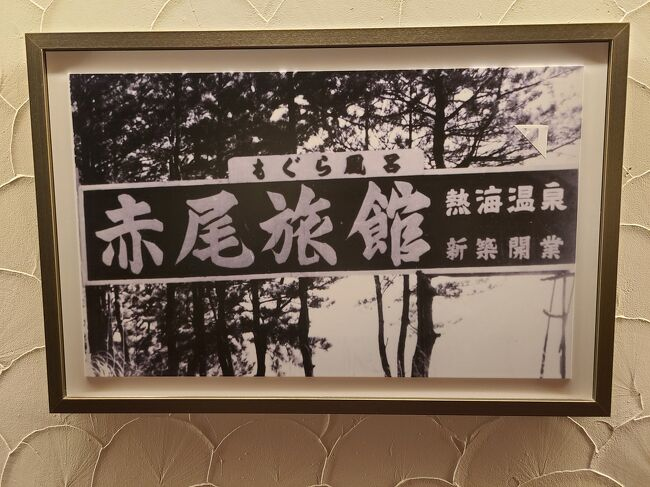 もぐら風呂
赤尾旅館
熱海温泉
新築開業